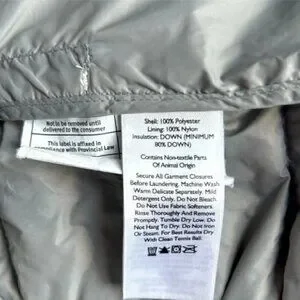 Not to be removed until
delivered to the consumer
This label is affixed in
compliance with Provincial Law
Shell: 100% Polyester
Lining: 100% Nylon
Insulation: DOWN (MINIMUM
80% DOWN)
Contains Non-textile Parts
Of Animal Origin
Secure All Garment Closures
Before Laundering. Machine Wash
Warm Delicate Separately. Mild
Detergent Only. Do Not Bleach.
Do Not Use Fabric Softeners.
Rinse Thoroughly And Remove
Promptly. Tumble Dry Low. Do
Not Hang To Dry. Do Not Iron
Or Steam. For Best Results Dry
With Clean Tennis Ball.